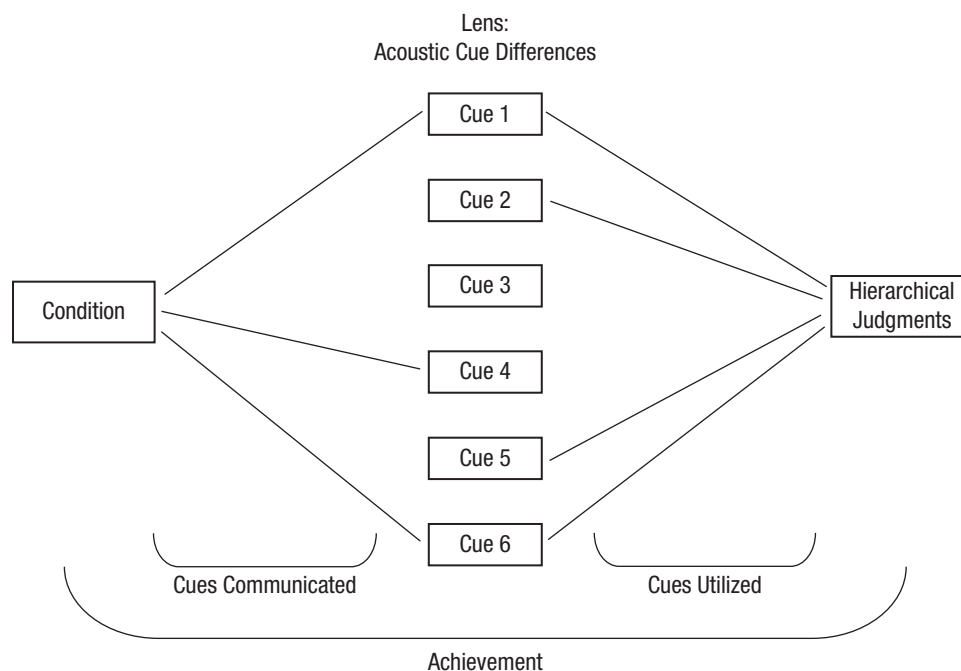 Lens:
Acoustic Cue Differences
Cue 1
Cue 2
Cue 3
Condition
Hierarchical
Judgments
Cue 4
Cue 5
Cue 6
Cues Communicated
Cues Utilized
Achievement